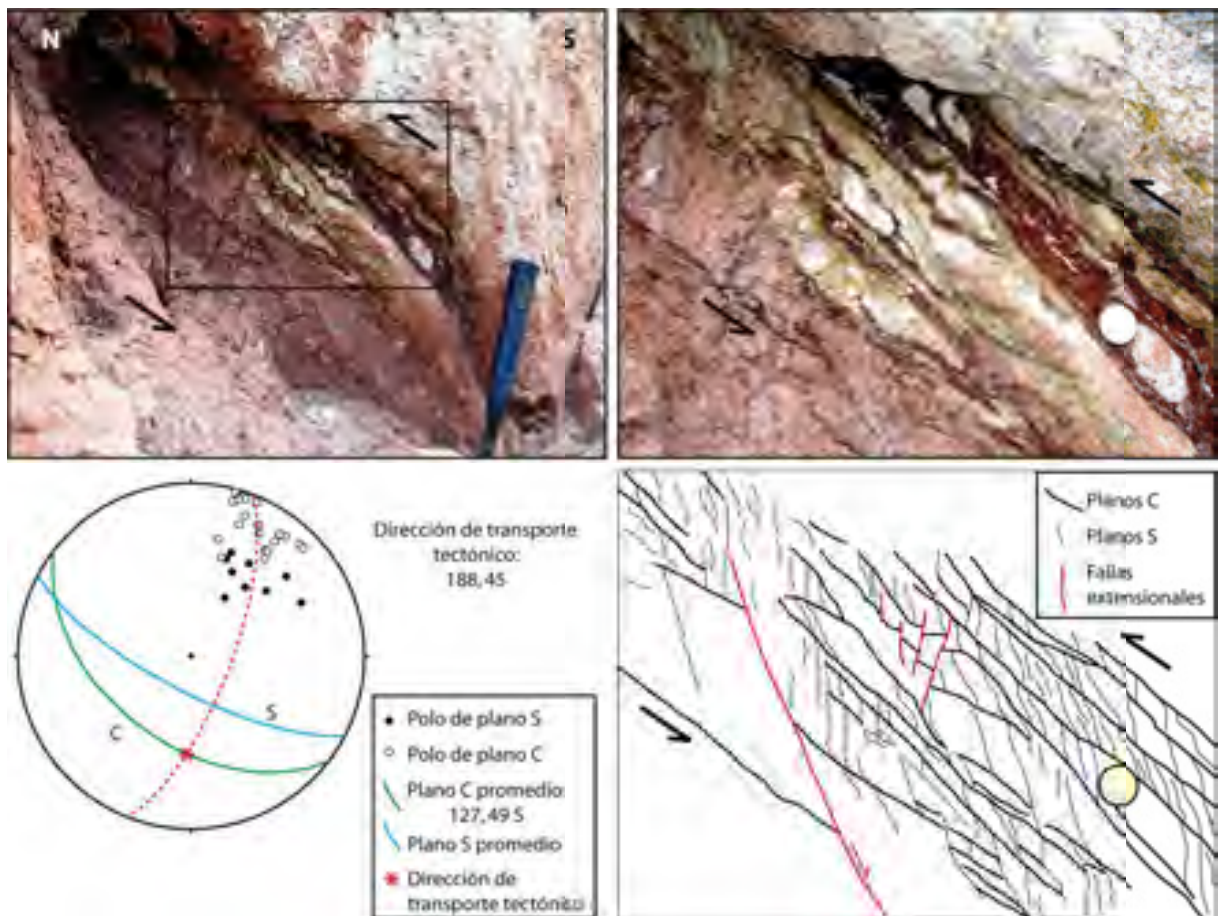 N
S
Dirección de transporte
tectónico:
188,45
S
C
Polo de plano S
Polo de plano C
Plano C promedio
127,49 S
Plano S promedio
Dirección de
transporte tectónico
Planos C
Planos S
Fallas
extensionales